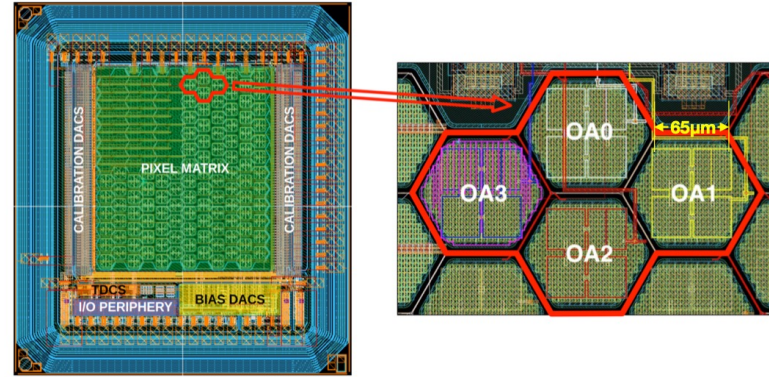 CALIBRATION DACS
PIXEL MATRIX
CALIBRATION DACS
TDCS
I/O PERIPHERY
BIAS DACS
OA0
65μm
OA3
OA1
OA2